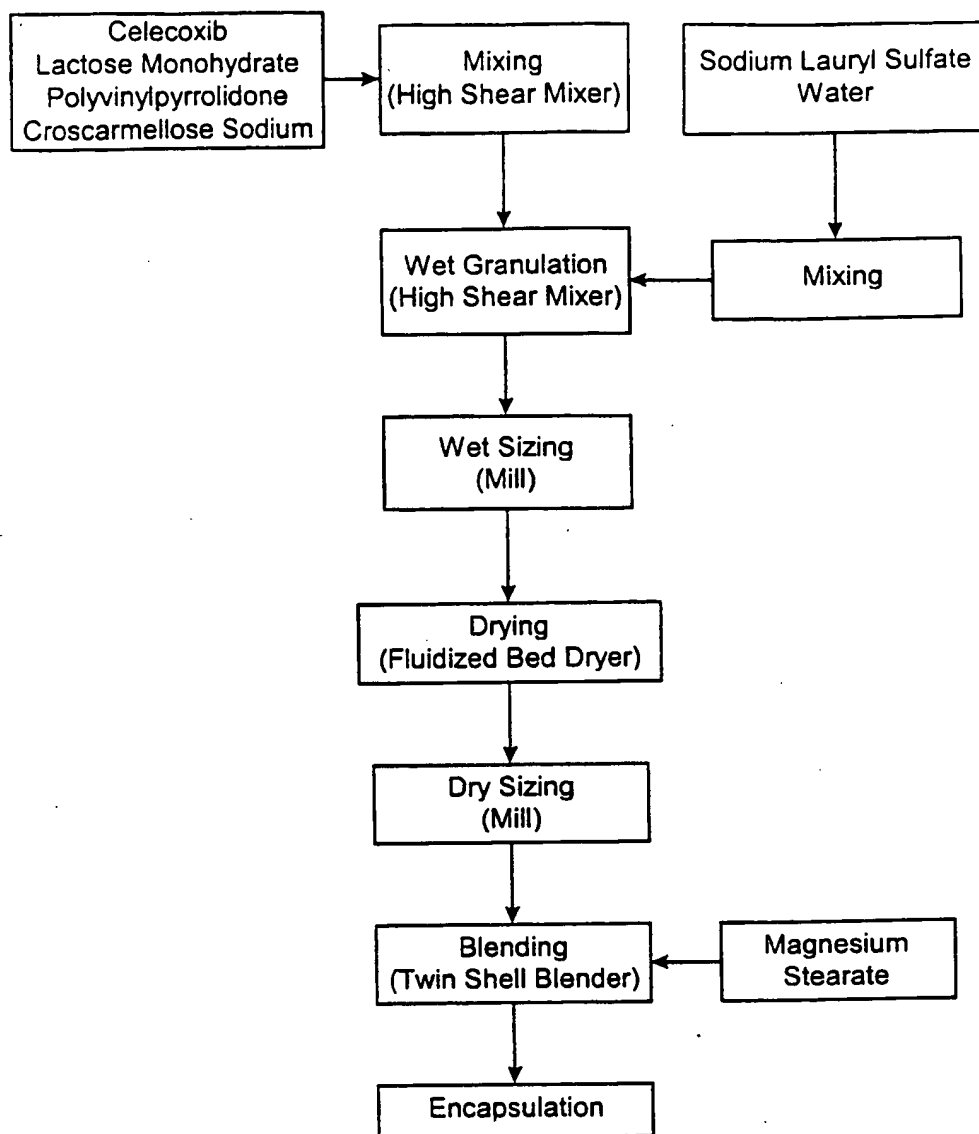 Celecoxib
Lactose Monohydrate
Polyvinylpyrrolidone
Croscarmellose Sodium
Mixing
(High Shear Mixer)
Sodium Lauryl Sulfate
Water
Wet Granulation
(High Shear Mixer)
Mixing
Wet Sizing
(Mill)
Drying
(Fluidized Bed Dryer)
Dry Sizing
(Mill)
Blending
(Twin Shell Blender)
Magnesium
Stearate
Encapsulation